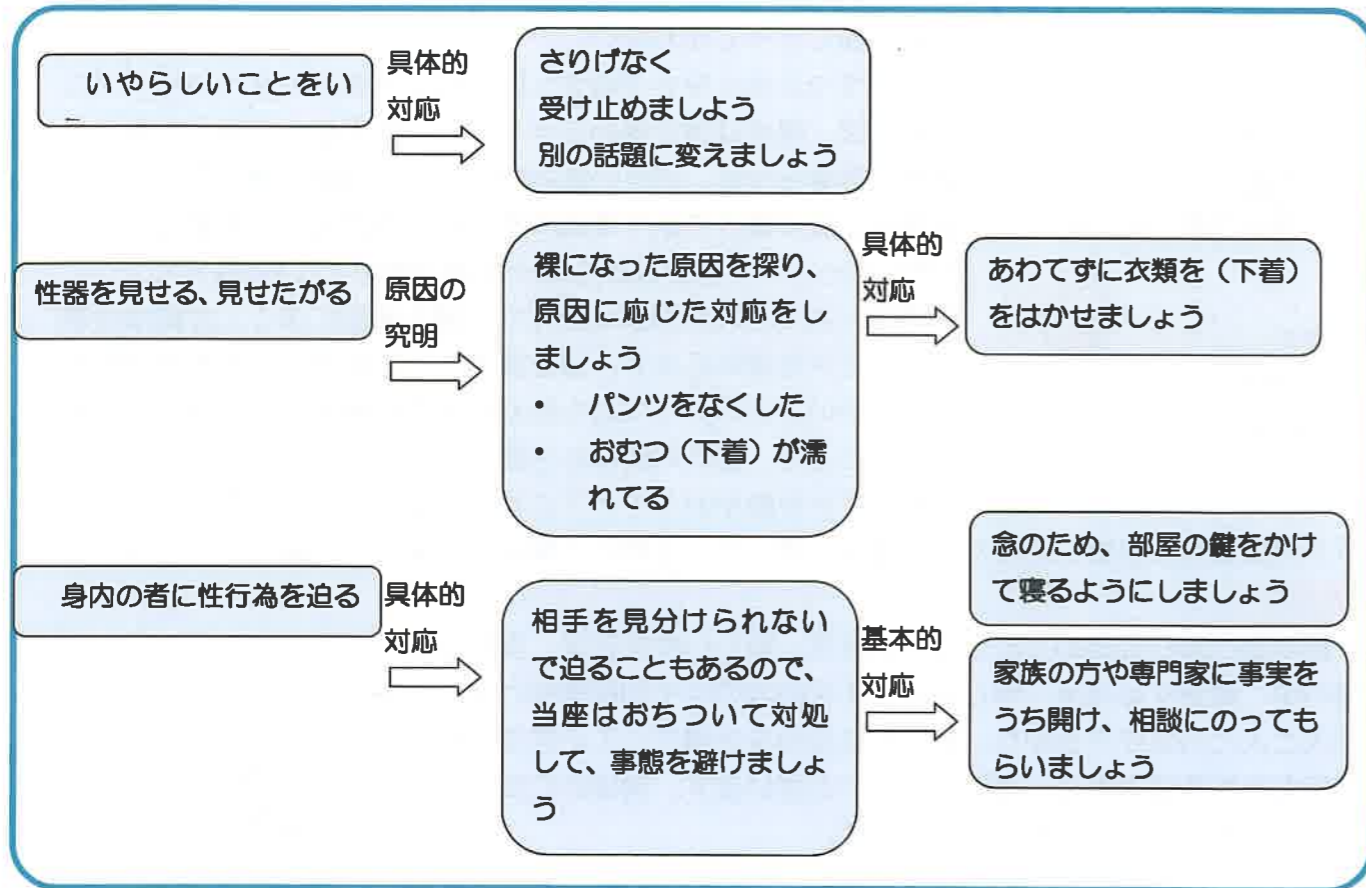 いやらしいことをい
具体的
対応
さりげなく
受け止めましよう
別の話題に変えましょう
性器を見せる、見せたがる
原因の
究明
裸になった原因を探り、
原因に応じた対応をし
ましょう
• パンツをなくした
• おむつ（下着）が濡
れてる
具体的
対応
あわてずに衣類を（下着）
をはかせましょう
身内の者に性行為を迫る
具体的
対応
相手を見分けられない
で迫ることもあるので、
当座はおちついて対処
して、事態を避けましょ
う
基本的
対応
念のため、部屋の鍵をかけ
て寝るようにしましょう
家族の方や専門家に事実を
うち開け、相談にのっても
らいましょう